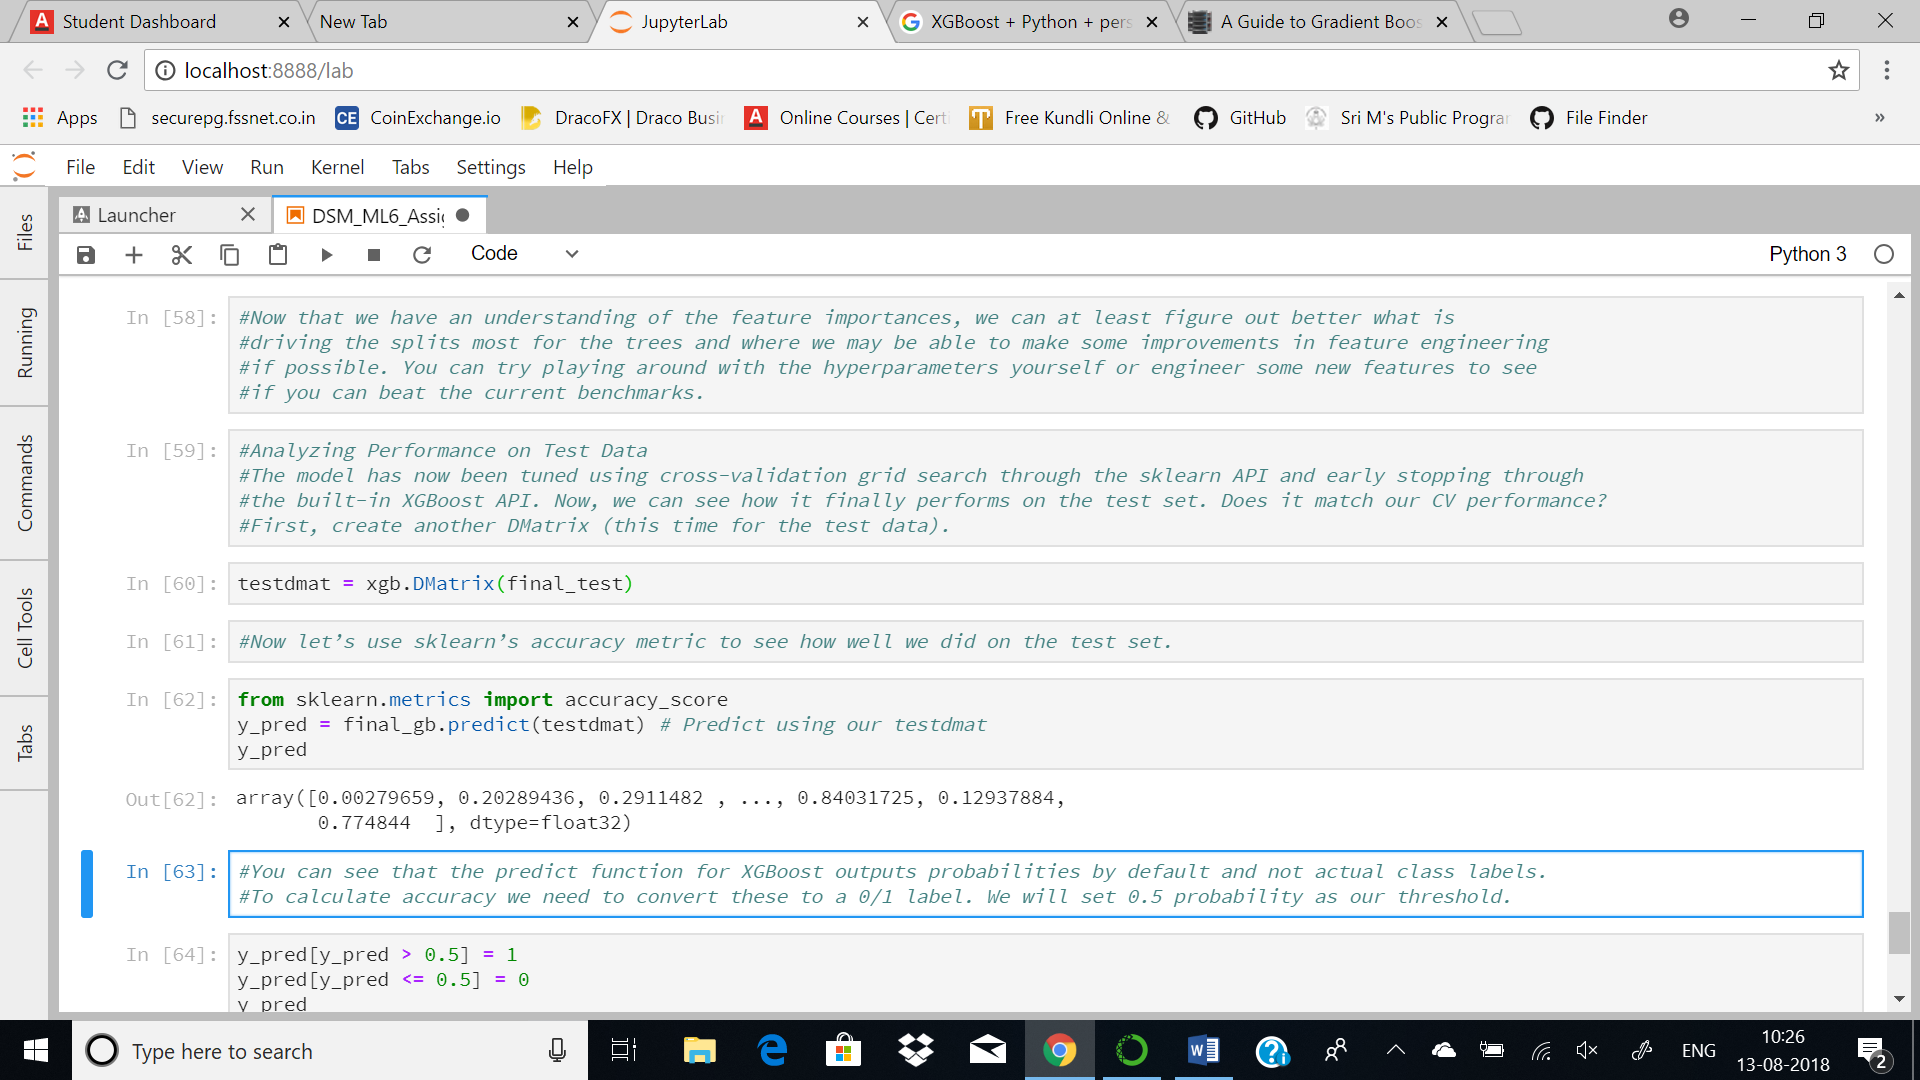 Student Dashboard
New Tab
JupyterLab
XGBoost + Python + pers
A Guide to Gradient Boos
localhost:8888/lab
Apps
securepg.fssnet.co.in
CE
CoinExchange.io
DracoFX | Draco Busi
A
Online Courses | Certi
T
Free Kundli Online &
GitHub
Sri M's Public Program
File Finder
»
File
Edit
View
Run
Kernel
Tabs
Settings
Help
Files
Running
Commands
Cell Tools
Tabs
Launcher
DSM_ML6_Assig
Code
Python 3
In [58]:
#Now that we have an understanding of the feature importances, we can at least figure out better what is
#driving the splits most for the trees and where we may be able to make some improvements in feature engineering
#if possible. You can try playing around with the hyperparameters yourself or engineer some new features to see
#if you can beat the current benchmarks.
In [59]:
#Analyzing Performance on Test Data
#The model has now been tuned using cross-validation grid search through the sklearn API and early stopping through
#the built-in XGBoost API. Now, we can see how it finally performs on the test set. Does it match our CV performance?
#First, create another DMatrix (this time for the test data).
In [60]:
testdmat = xgb.DMatrix(final_test)
In [61]:
#Now let’s use sklearn’s accuracy metric to see how well we did on the test set.
In [62]:
from sklearn.metrics import accuracy_score
y_pred = final_gb.predict(testdmat) # Predict using our testdmat
y_pred
Out[62]:
array([0.00279659, 0.20289436, 0.2911482 , ..., 0.84031725, 0.12937884,
0.774844  ], dtype=float32)
In [63]:
#You can see that the predict function for XGBoost outputs probabilities by default and not actual class labels.
#To calculate accuracy we need to convert these to a 0/1 label. We will set 0.5 probability as our threshold.
In [64]:
y_pred[y_pred > 0.5] = 1
y_pred[y_pred <= 0.5] = 0
y_pred
Type here to search
ENG
10:26
13-08-2018
2